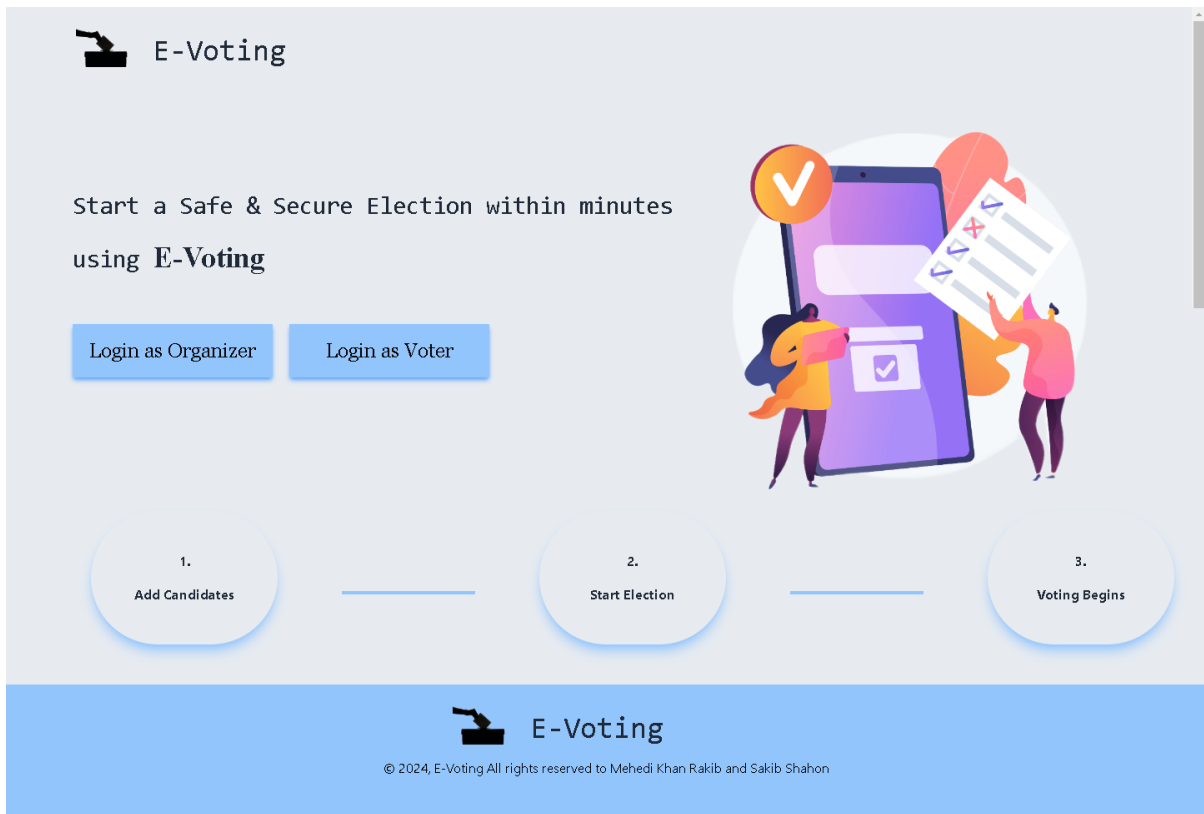 E-Voting
Start a Safe & Secure Election within minutes
using E-Voting
Login as Organizer
Login as Voter
1.
Add Candidates
2.
Start Election
3.
Voting Begins
E-Voting
© 2024, E-Voting All rights reserved to Mehedi Khan Rakib and Sakib Shahon